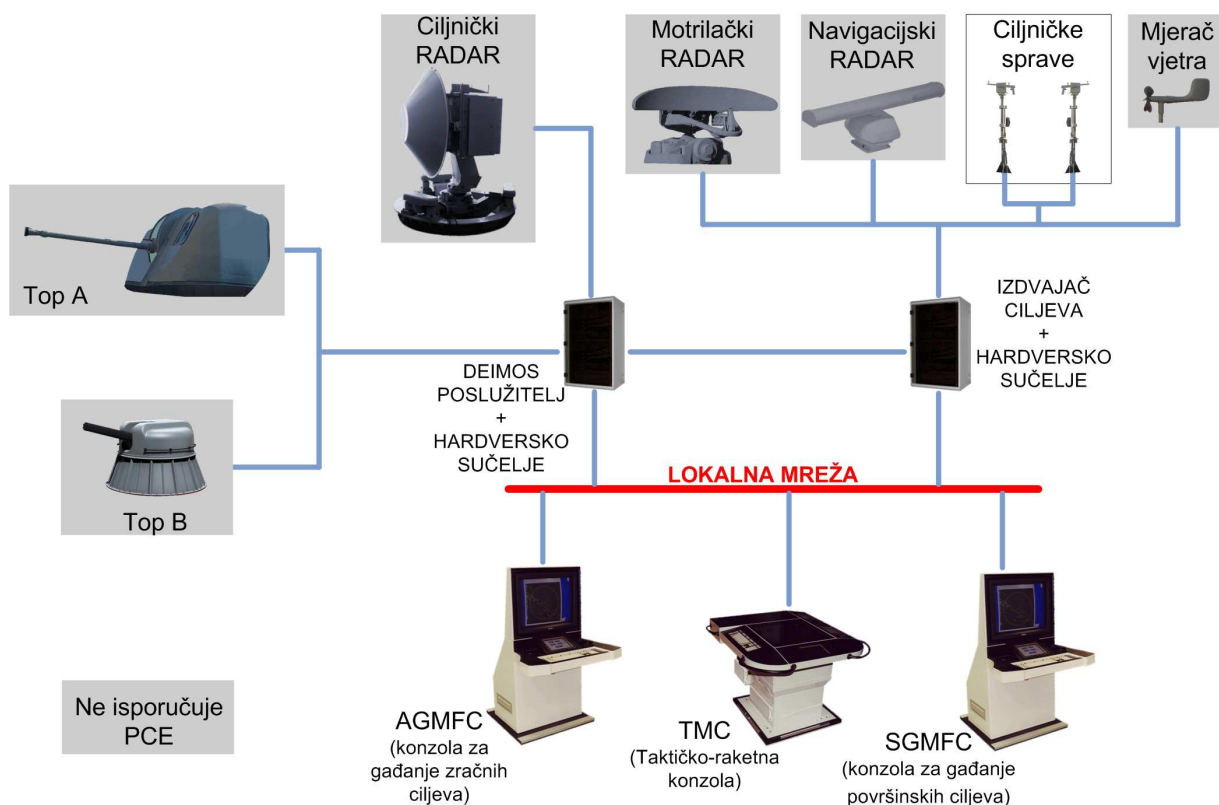 Ciljnički
RADAR
Motrilački
RADAR
Navigacijski
RADAR
Ciljničke
sprave
Mjerač
vjetra
Top A
Top B
DEIMOS
POSLUŽITELJ
+
HARDVERSKO
SUČELJE
IZDVAJAČ
CILJEVA
+
HARDVERSKO
SUČELJE
LOKALNA MREŽA
Ne isporučuje
PCE
AGMFC
(konzola za
gađanje zračnih
ciljeva)
TMC
(Taktičko-raketna
konzola)
SGMFC
(konzola za gađanje
površinskih ciljeva)